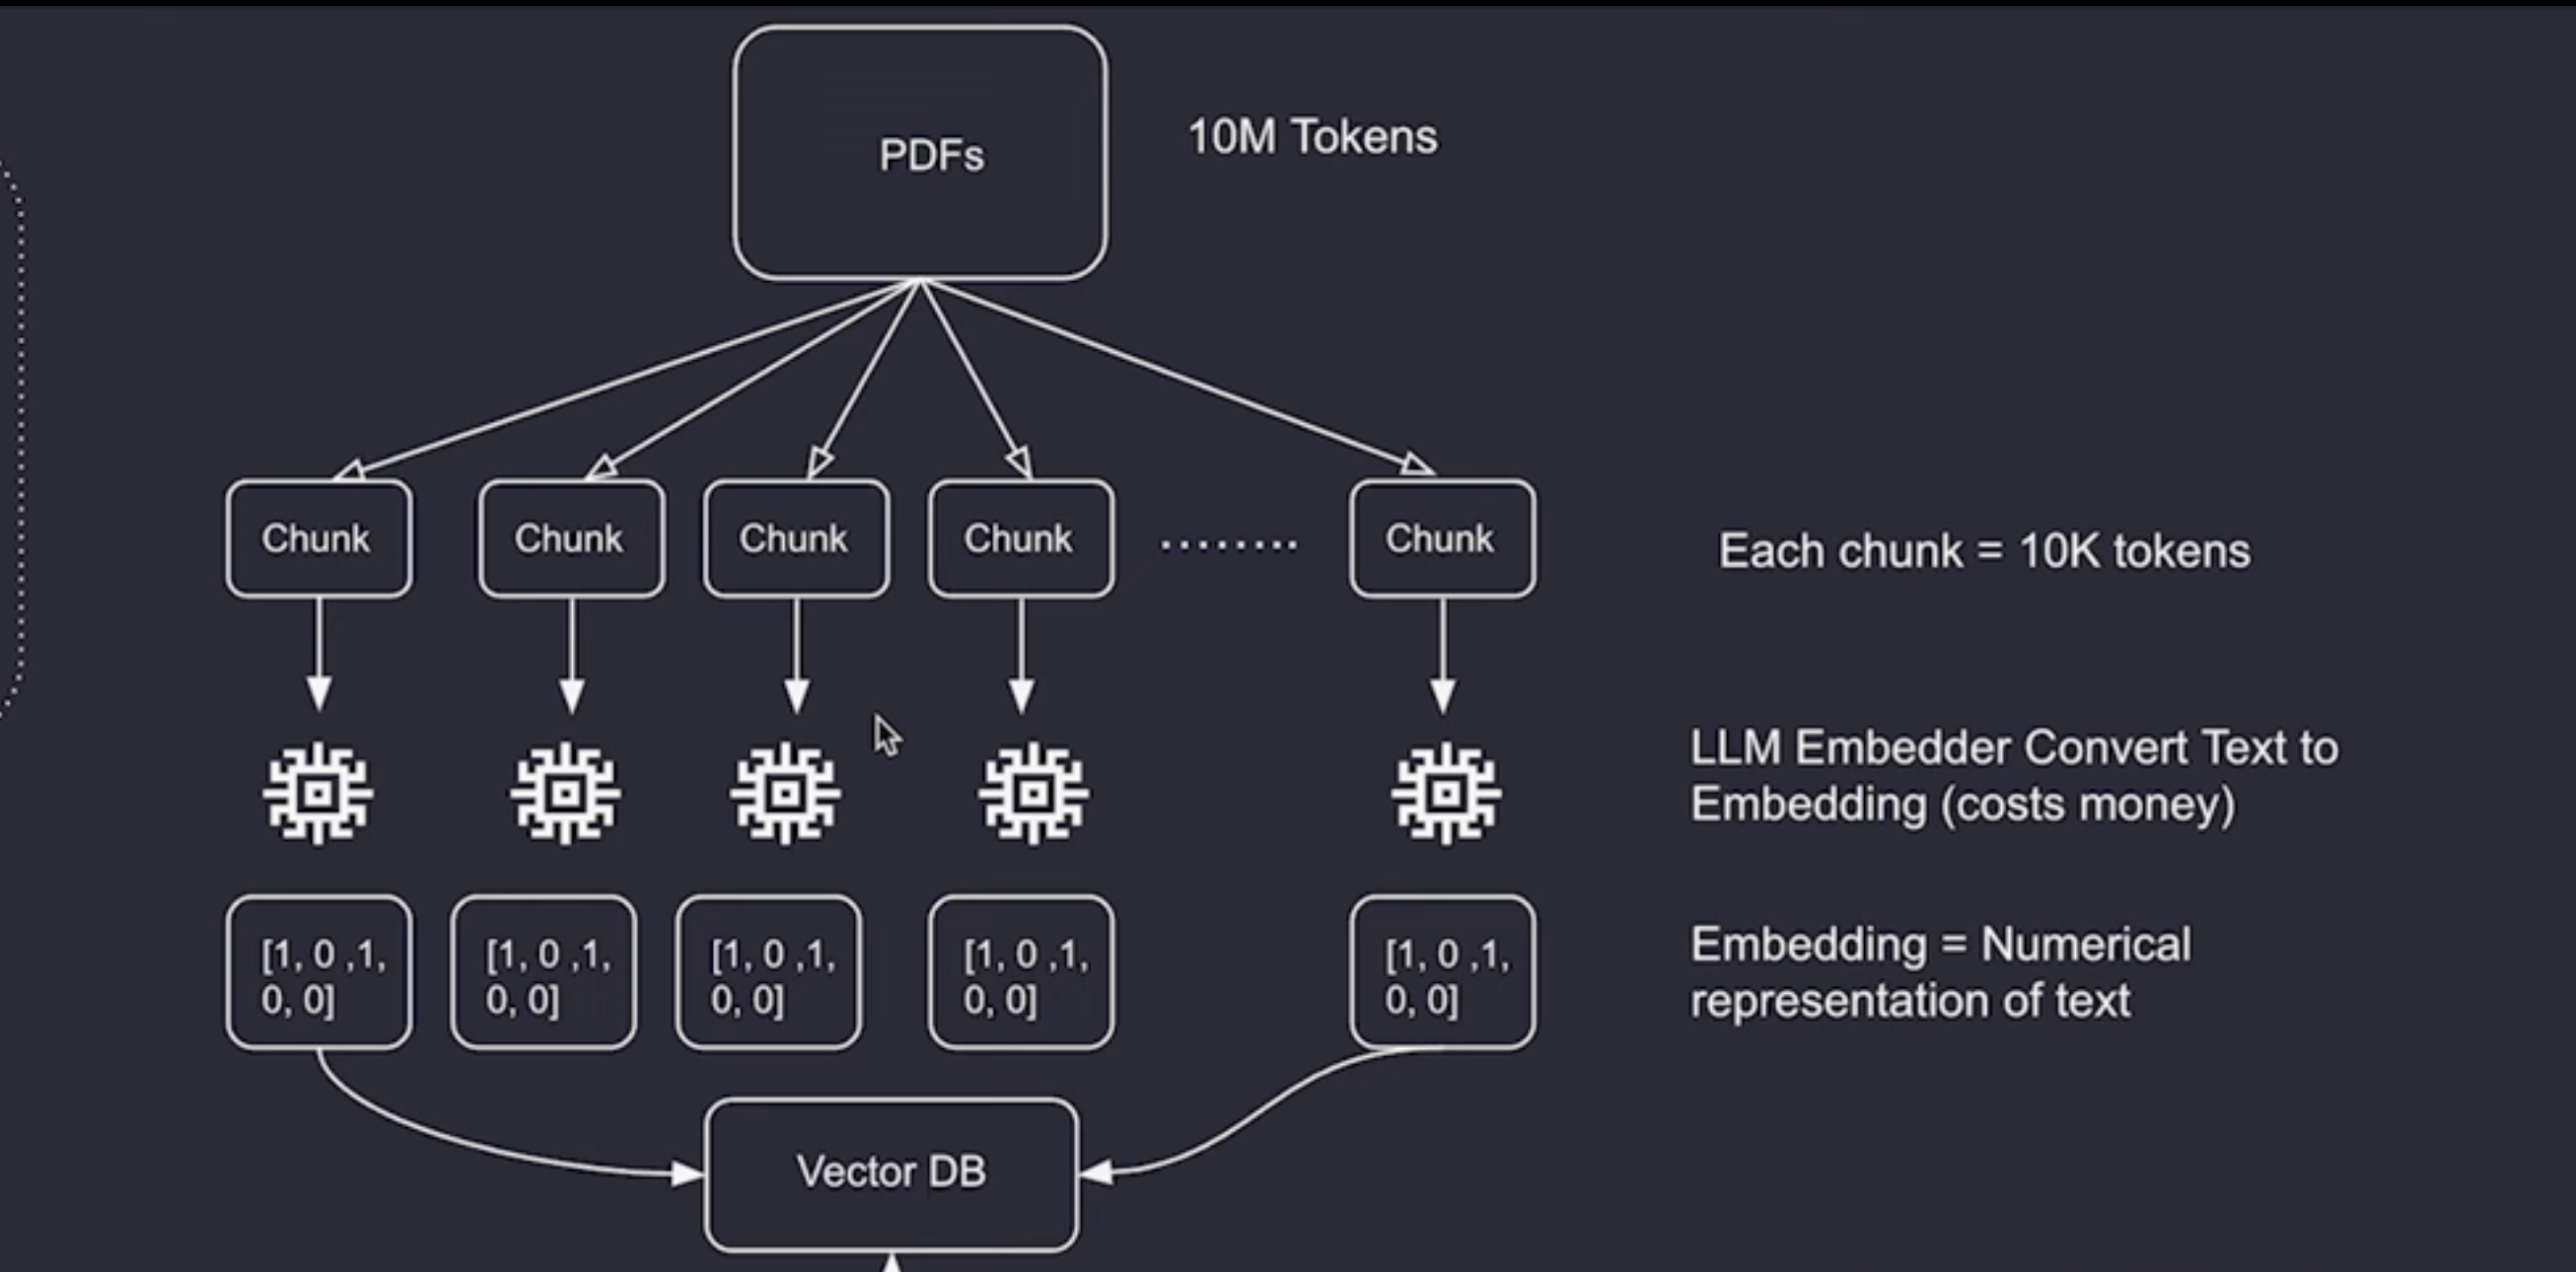 PDFs
10M Tokens
Chunk
Chunk
Chunk
Chunk
........
Chunk
Each chunk = 10K tokens
LLM Embedder Convert Text to
Embedding (costs money)
[1, 0 ,1,
0, 0]
[1, 0 ,1,
0, 0]
[1, 0 ,1,
0, 0]
[1, 0 ,1,
0, 0]
[1, 0 ,1,
0, 0]
Embedding = Numerical
representation of text
Vector DB